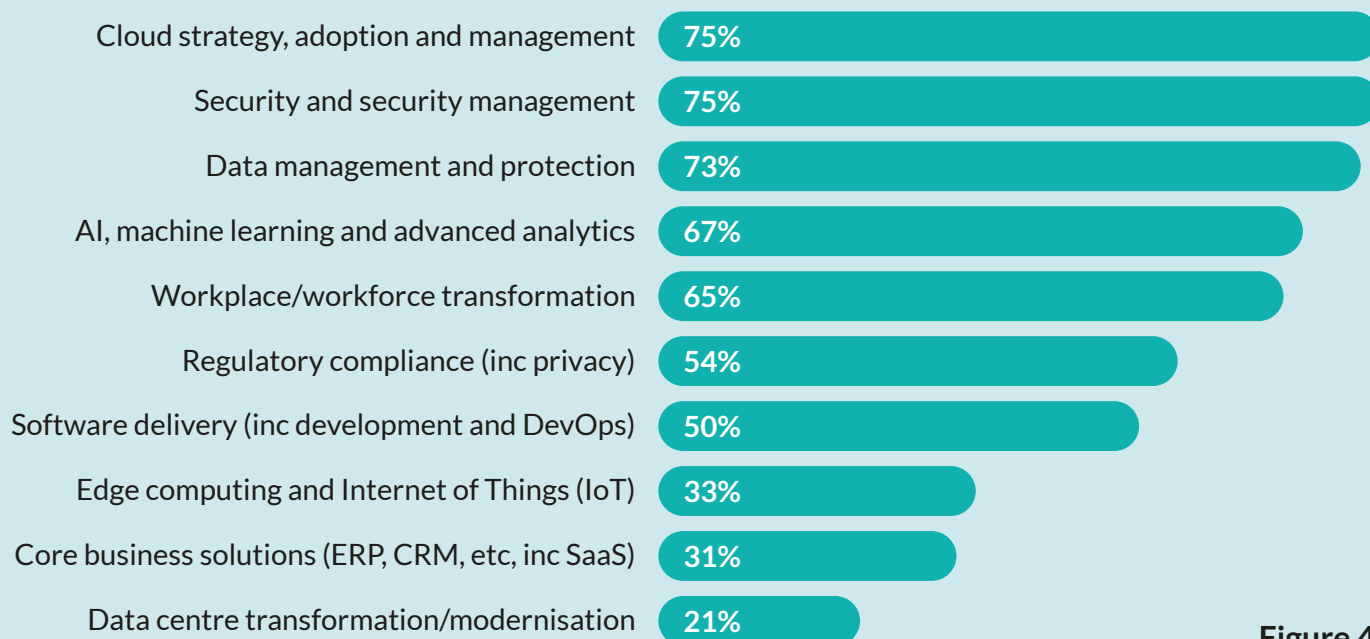 Cloud strategy, adoption and management 75%
Security and security management 75%
Data management and protection 73%
AI, machine learning and advanced analytics 67%
Workplace/workforce transformation 65%
Regulatory compliance (inc privacy) 54%
Software delivery (inc development and DevOps) 50%
Edge computing and Internet of Things (IoT) 33%
Core business solutions (ERP, CRM, etc, inc SaaS) 31%
Data centre transformation/modernisation 21%
Figure 4